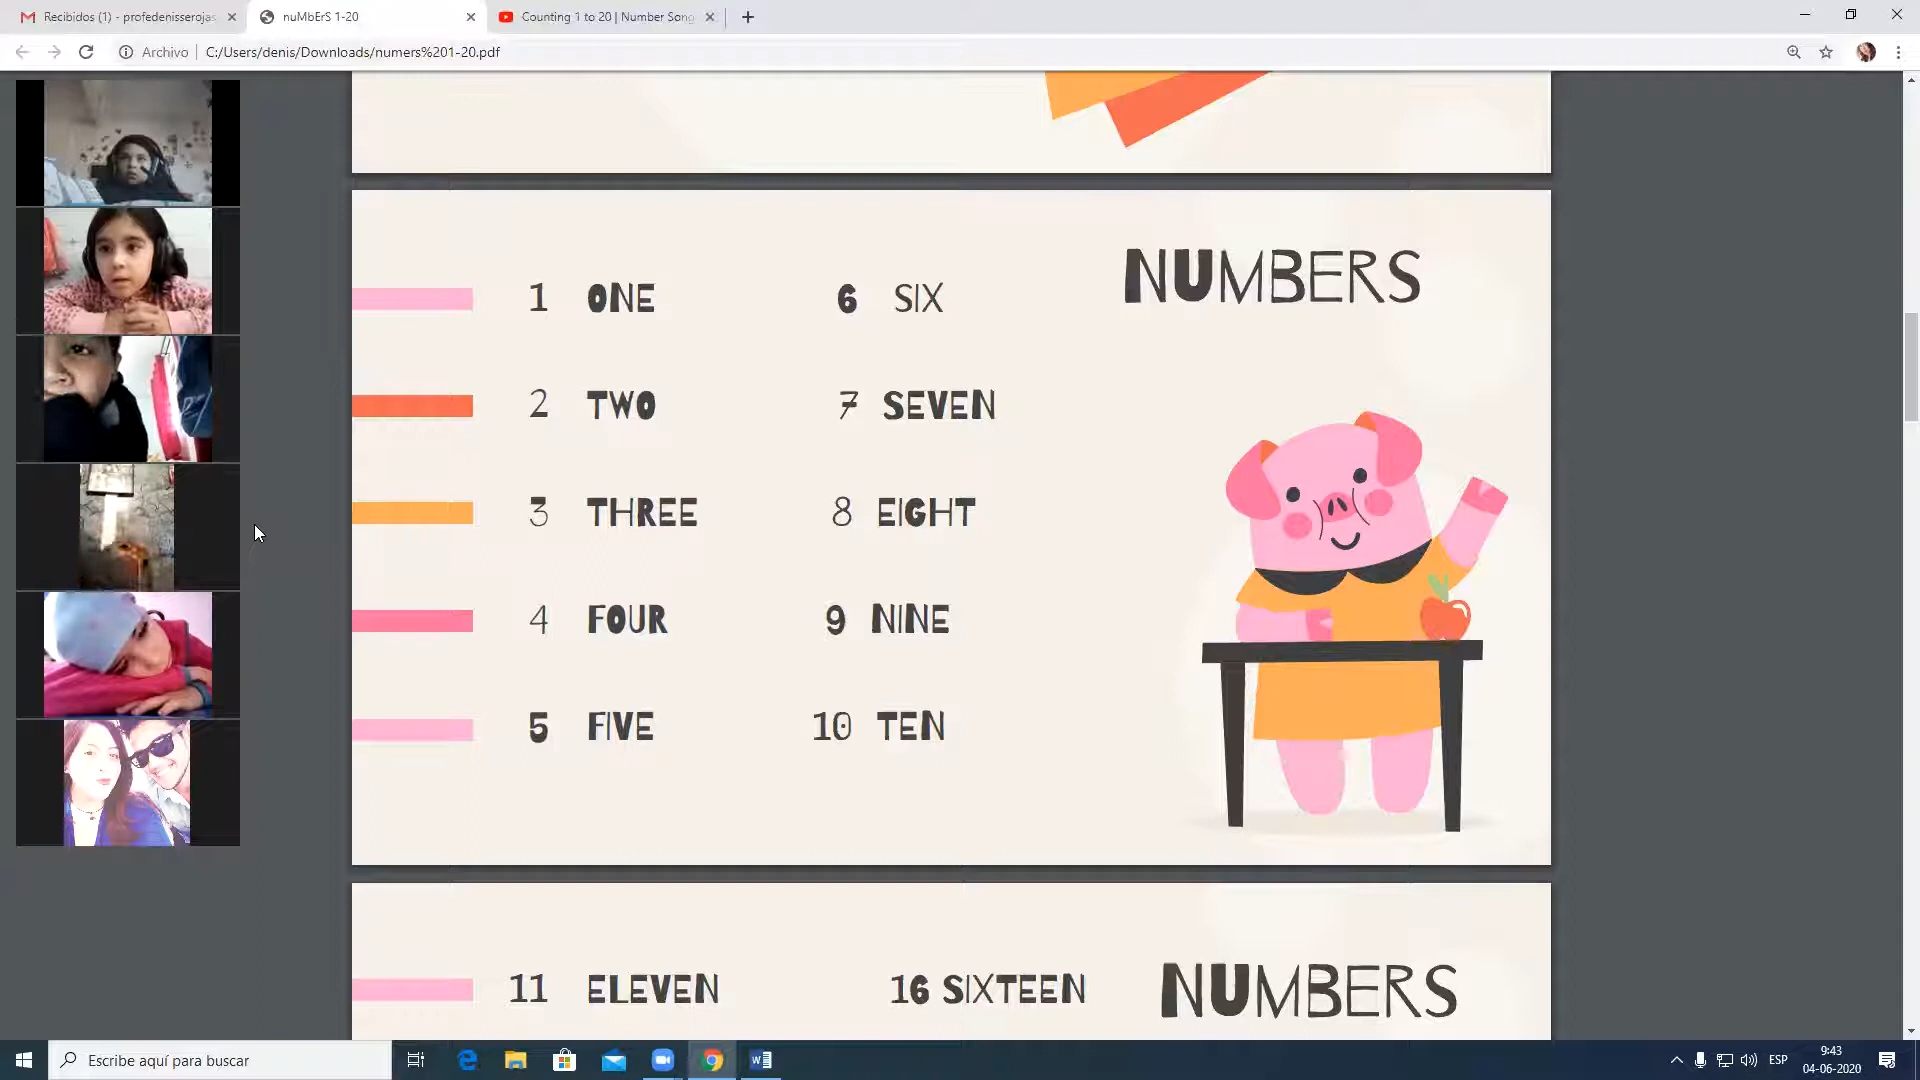 Recibidos (1) - profedenisserojas
nuMbErS 1-20
Counting 1 to 20 | Number Song
Archivo
C:/Users/denis/Downloads/numers%201-20.pdf
NUMBERS
1 ONE 6 SIX
2 TWO 7 SEVEN
3 THREE 8 EIGHT
4 FOUR 9 NINE
5 FIVE 10 TEN
11 ELEVEN 16 SIXTEEN NUMBERS
Escribe aquí para buscar
ESP
9:43
04-06-2020